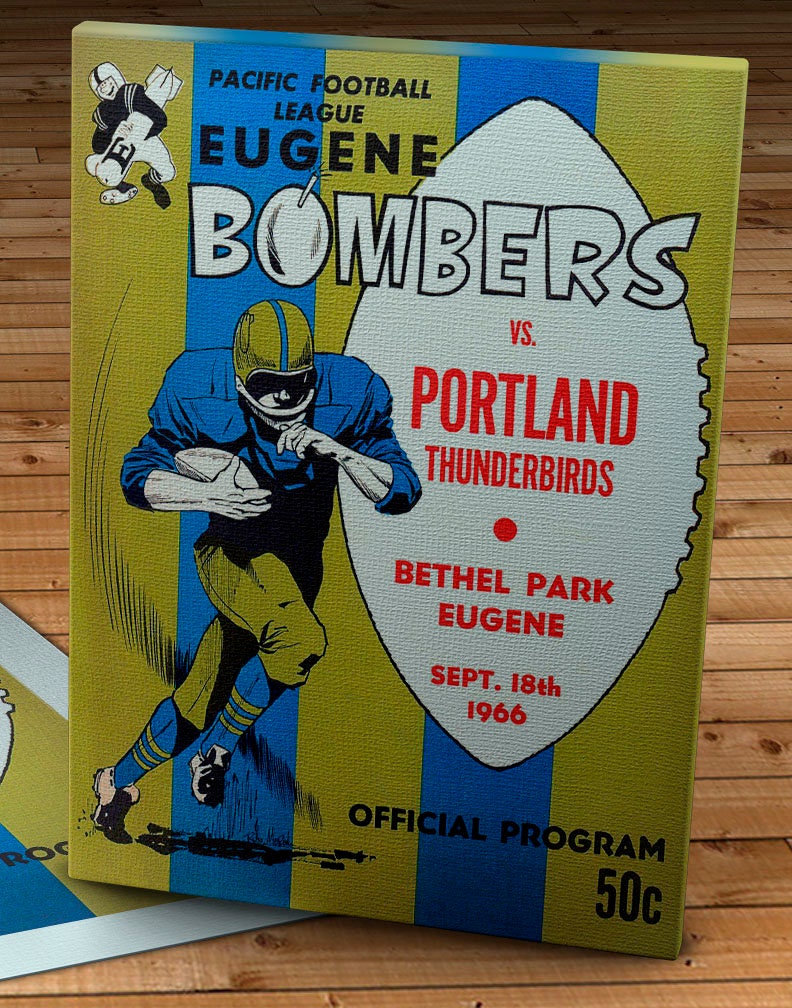 PACIFIC FOOTBALL
LEAGUE
EUGENE
BOMBERS
VS.
PORTLAND
THUNDERBIRDS
BETHEL PARK
EUGENE
SEPT. 18th
1966
OFFICIAL PROGRAM
50c
E